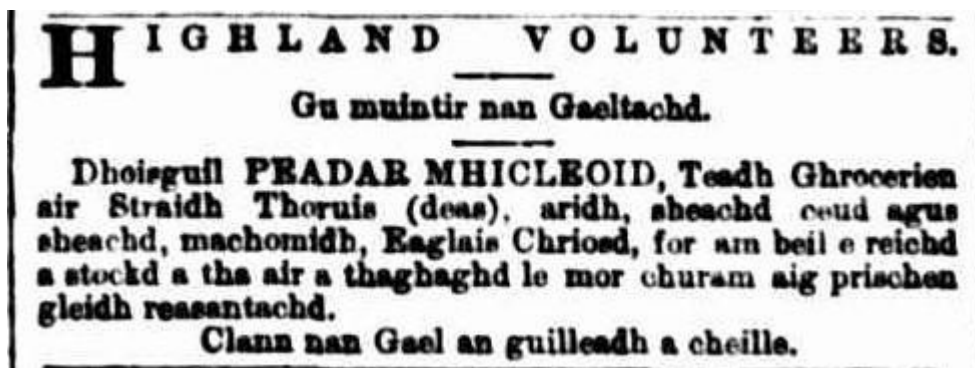 HIGHLAND VOLUNTEERS.
Gu muintir nan Gaeltachd.
Dhoisguil PEADAR MHICLEOID, Teadh Ghrocerien
air Straidh Thoruis (deas), aridh, sheachd ceud agus
sheachd, machomidh, Eaglais Chriosd, for am beil e reichd
a stockd a tha air a thaghaghd le mor churam aig prischen
gleidh reasantachd.
Clann nan Gael an guilleadh a cheille.